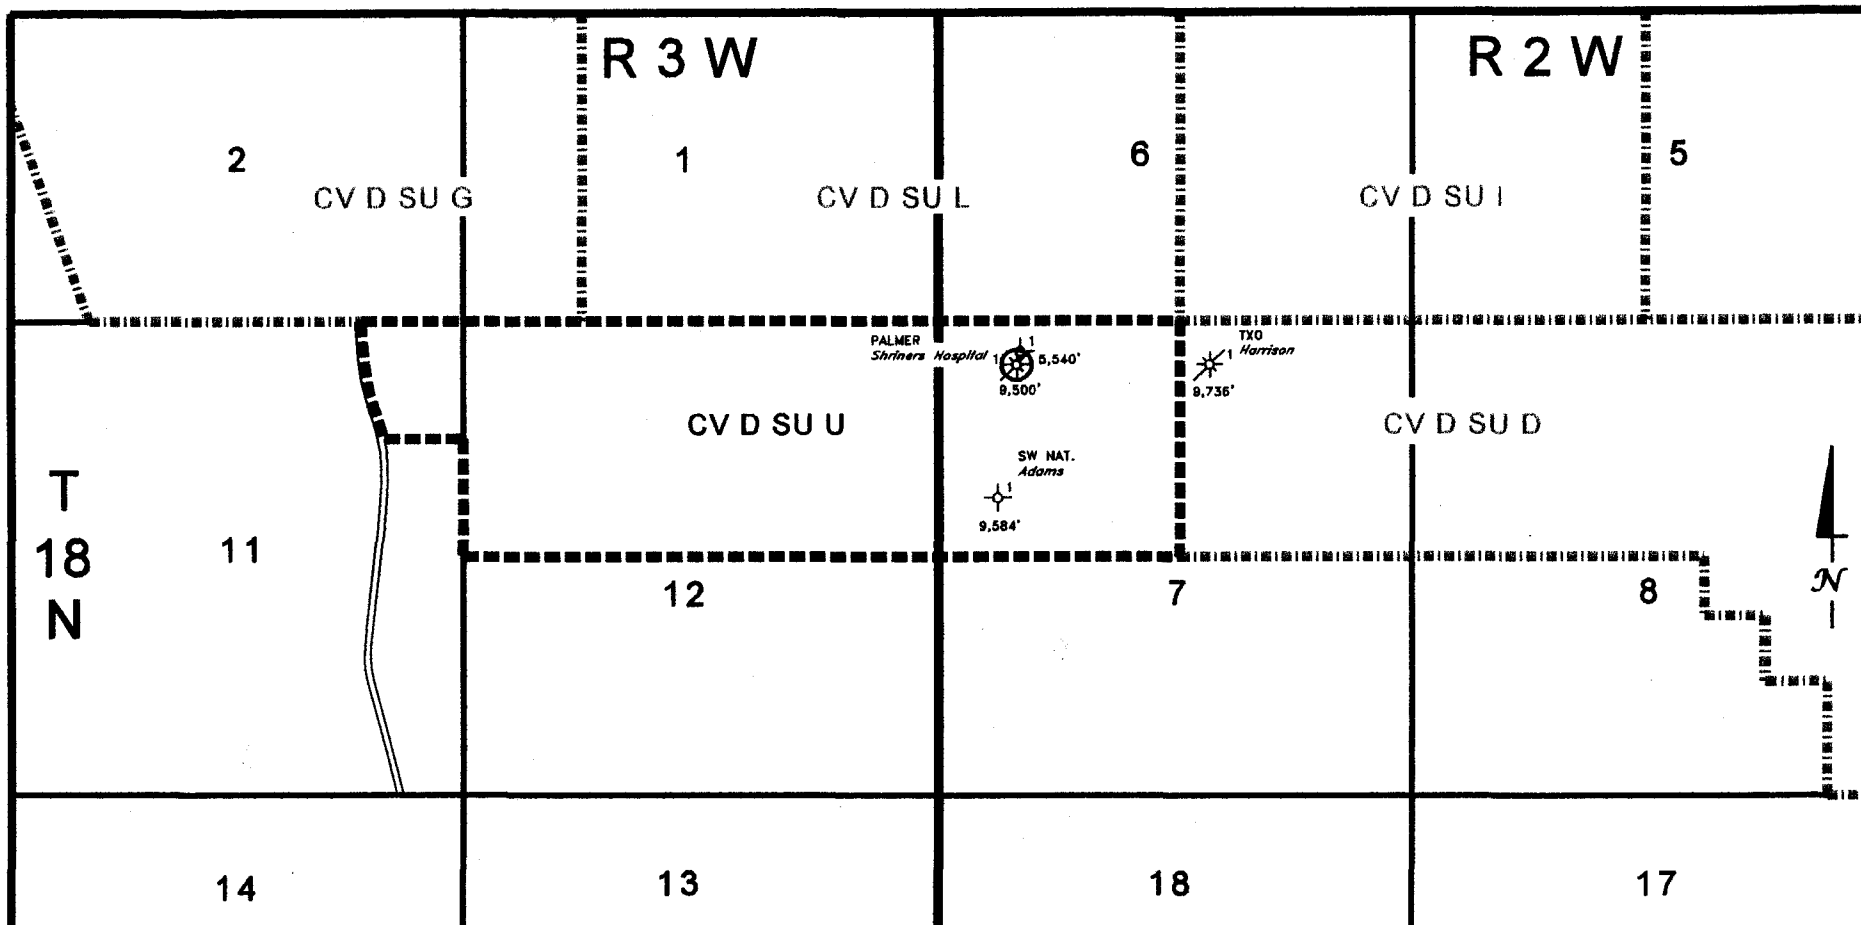 R 3 W
R 2 W
2
1
6
5
CV D SU G
CV D SU L
CV D SU I
PALMER
Shriners Hospital
1
1
5,540'
9,500'
TXO
Harrison
1
9,736'
CV D SU U
CV D SU D
SW NAT.
Adams
1
9,584'
T
18
N
11
12
7
8
N
14
13
18
17